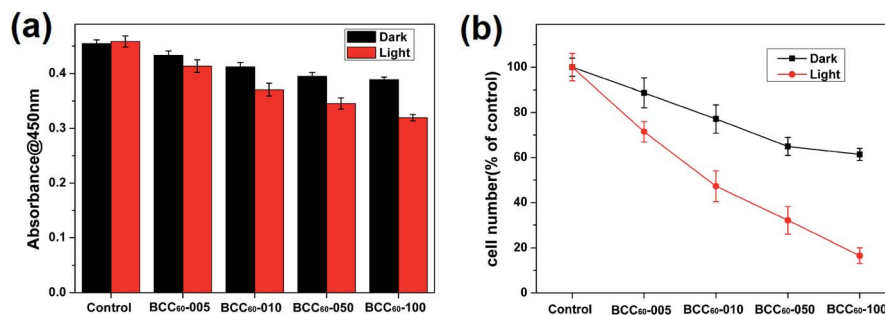 (a)
Absorbance@450nm
0.4
0.3
0.2
0.1
0.0
Dark
Light
Control BCC60-005 BCC60-010 BCC60-050 BCC60-100
(b)
cell number(% of control)
100
80
60
40
20
0
Dark
Light
Control BCC60-005 BCC60-010 BCC60-050 BCC60-100